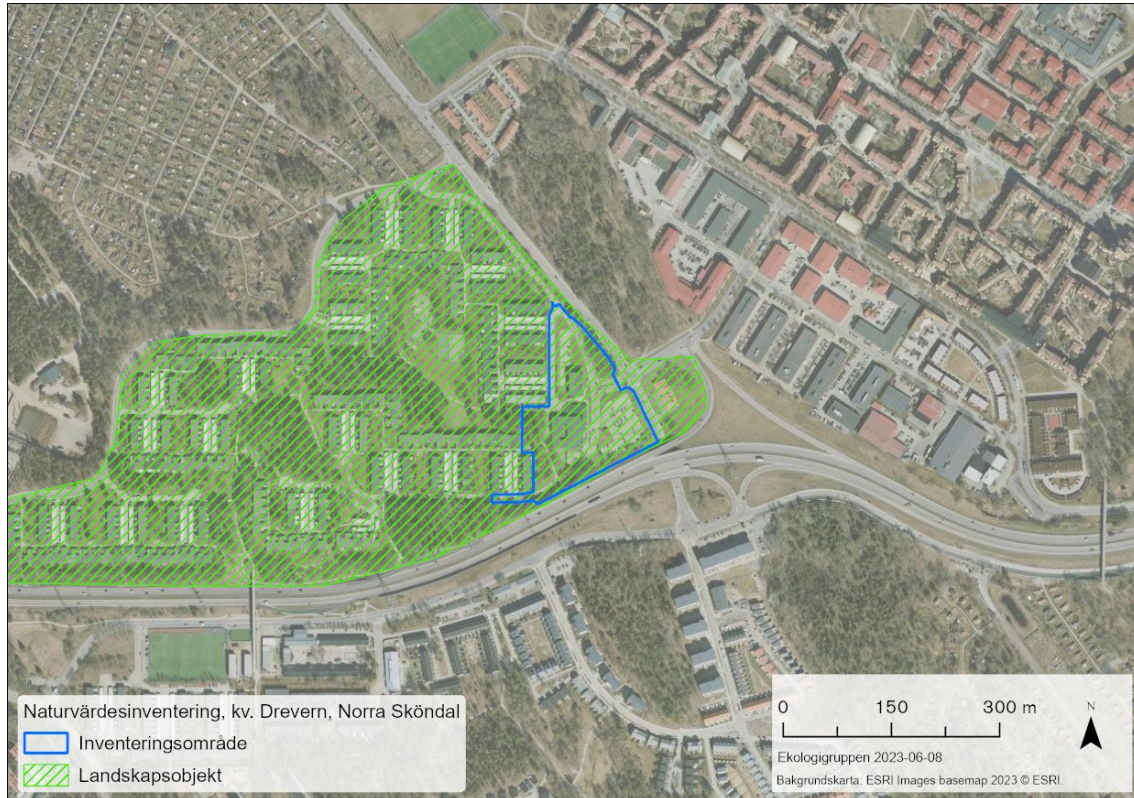 Naturvärdesinventering, kv. Drevern, Norra Sköndal
Inventeringsområde
Landskapsobjekt
0 150 300 m
N
Ekologigruppen 2023-06-08
Bakgrundskarta: ESRI Images basemap 2023 © ESRI.